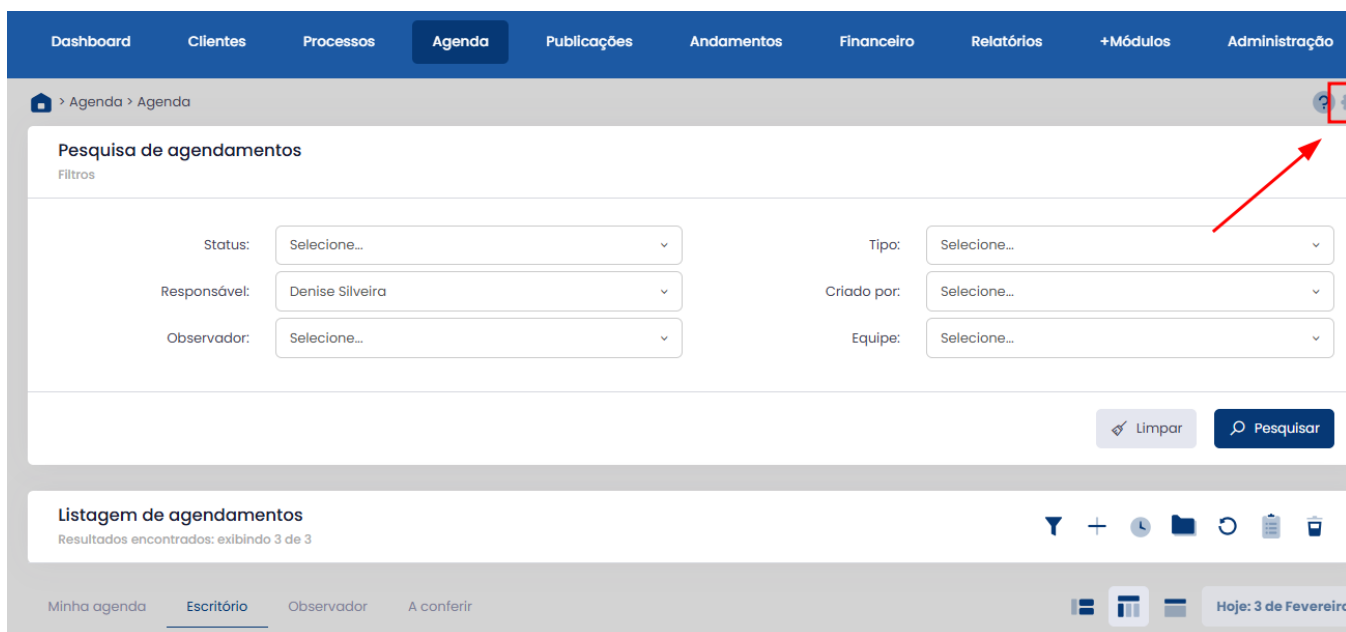 Dashboard Clientes Processos Agenda Publicações Andamentos Financeiro Relatórios +Módulos Administração
> Agenda > Agenda
Pesquisa de agendamentos
Filtros
Status: Selecione... Tipo: Selecione...
Responsável: Denise Silveira Criado por: Selecione...
Observador: Selecione... Equipe: Selecione...
Limpar Pesquisar
Listagem de agendamentos
Resultados encontrados: exibindo 3 de 3
Minha agenda Escritório Observador A conferir Hoje: 3 de Fevereiro